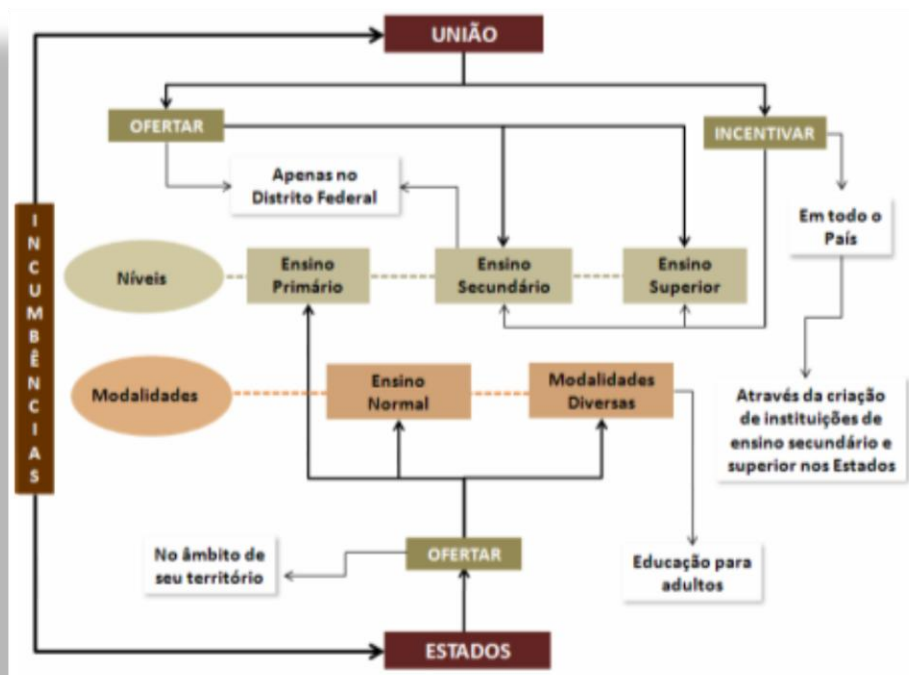 UNIÃO
OFERTAR
INCENTIVAR
Apenas no
Distrito Federal
Em todo o
País
INCUMBÊNCIAS
Níveis
Ensino
Primário
Ensino
Secundário
Ensino
Superior
Modalidades
Ensino
Normal
Modalidades
Diversas
Através da criação
de instituições de
ensino secundário e
superior nos Estados
No âmbito de
seu território
OFERTAR
Educação para
adultos
ESTADOS